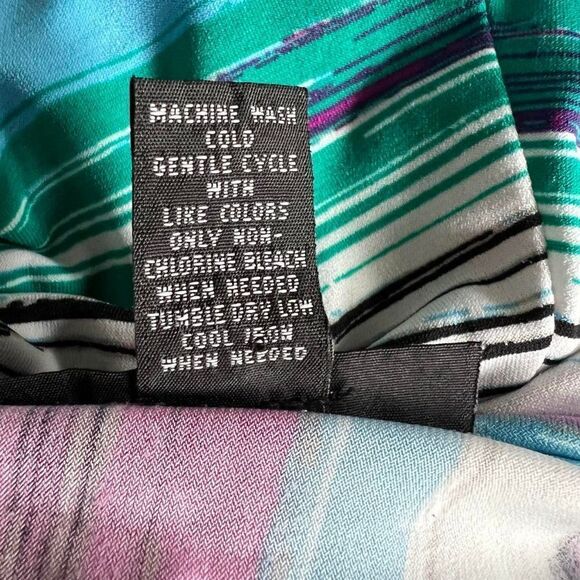 MACHINE WASH
COLD
GENTLE CYCLE
WITH
LIKE COLORS
ONLY NON-
CHLORINE BLEACH
WHEN NEEDED
TUMBLE DRY LOW
COOL IRON
WHEN NEEDED